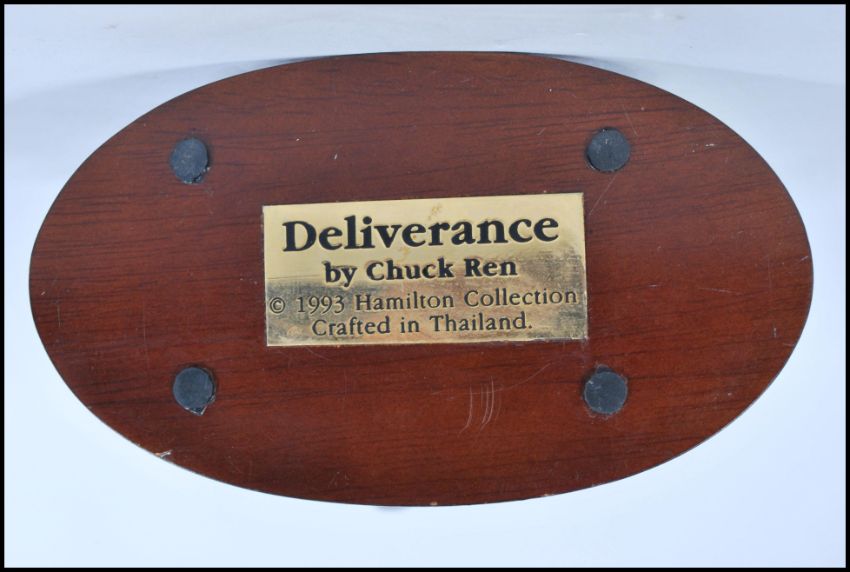 Deliverance
by Chuck Ren
© 1993 Hamilton Collection
Crafted in Thailand.